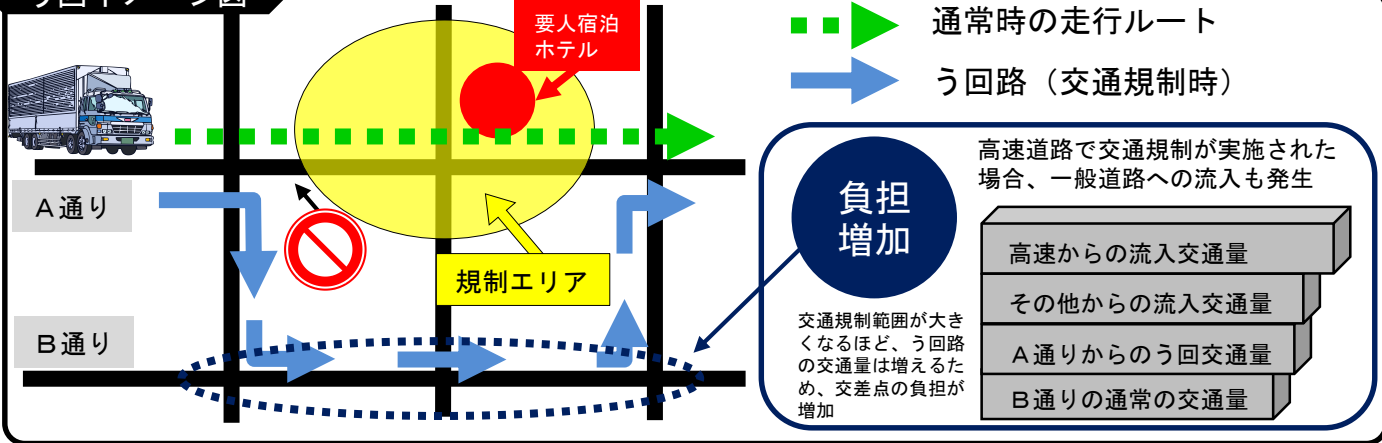 う回イメージ図
要人宿泊
ホテル
通常時の走行ルート
う回路（交通規制時）
A通り
B通り
規制エリア
負担
増加
高速道路で交通規制が実施された
場合、一般道路への流入も発生
高速からの流入交通量
その他からの流入交通量
A通りからのう回交通量
B通りの通常の交通量
交通規制範囲が大き
くなるほど、う回路
の交通量は増えるた
め、交差点の負担が
増加